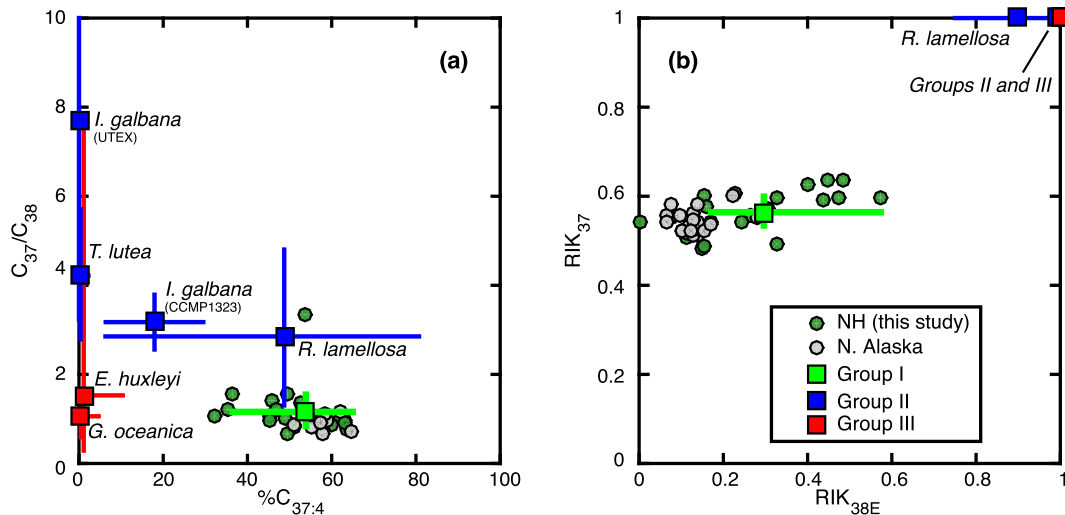 (a)
C37/C38
10
8
6
4
2
0
I. galbana
(UTEX)
T. lutea
I. galbana
(CCMP1323)
R. lamellosa
E. huxleyi
G. oceanica
0 20 40 60 80 100
%C37:4
(b)
RIK37
1
0.8
0.6
0.4
0.2
0
R. lamellosa
Groups II and III
NH (this study)
N. Alaska
Group I
Group II
Group III
0 0.2 0.4 0.6 0.8 1
RIK38E